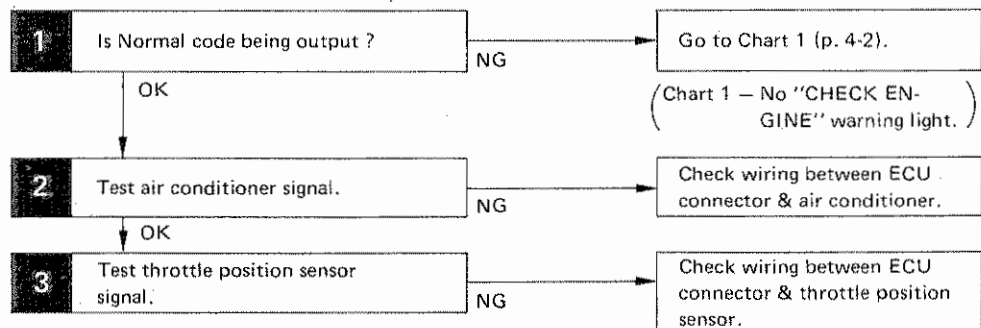 1 Is Normal code being output ? NG Go to Chart 1 (p. 4-2).
OK
(Chart 1 — No "CHECK EN-
GINE" warning light.)
2 Test air conditioner signal. NG Check wiring between ECU
connector & air conditioner.
OK
3 Test throttle position sensor
signal. NG Check wiring between ECU
connector & throttle position
sensor.